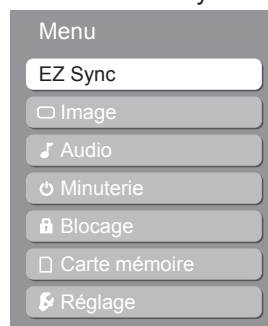 Menu
EZ Sync
Image
Audio
Minuterie
Blocage
Carte mémoire
Réglage